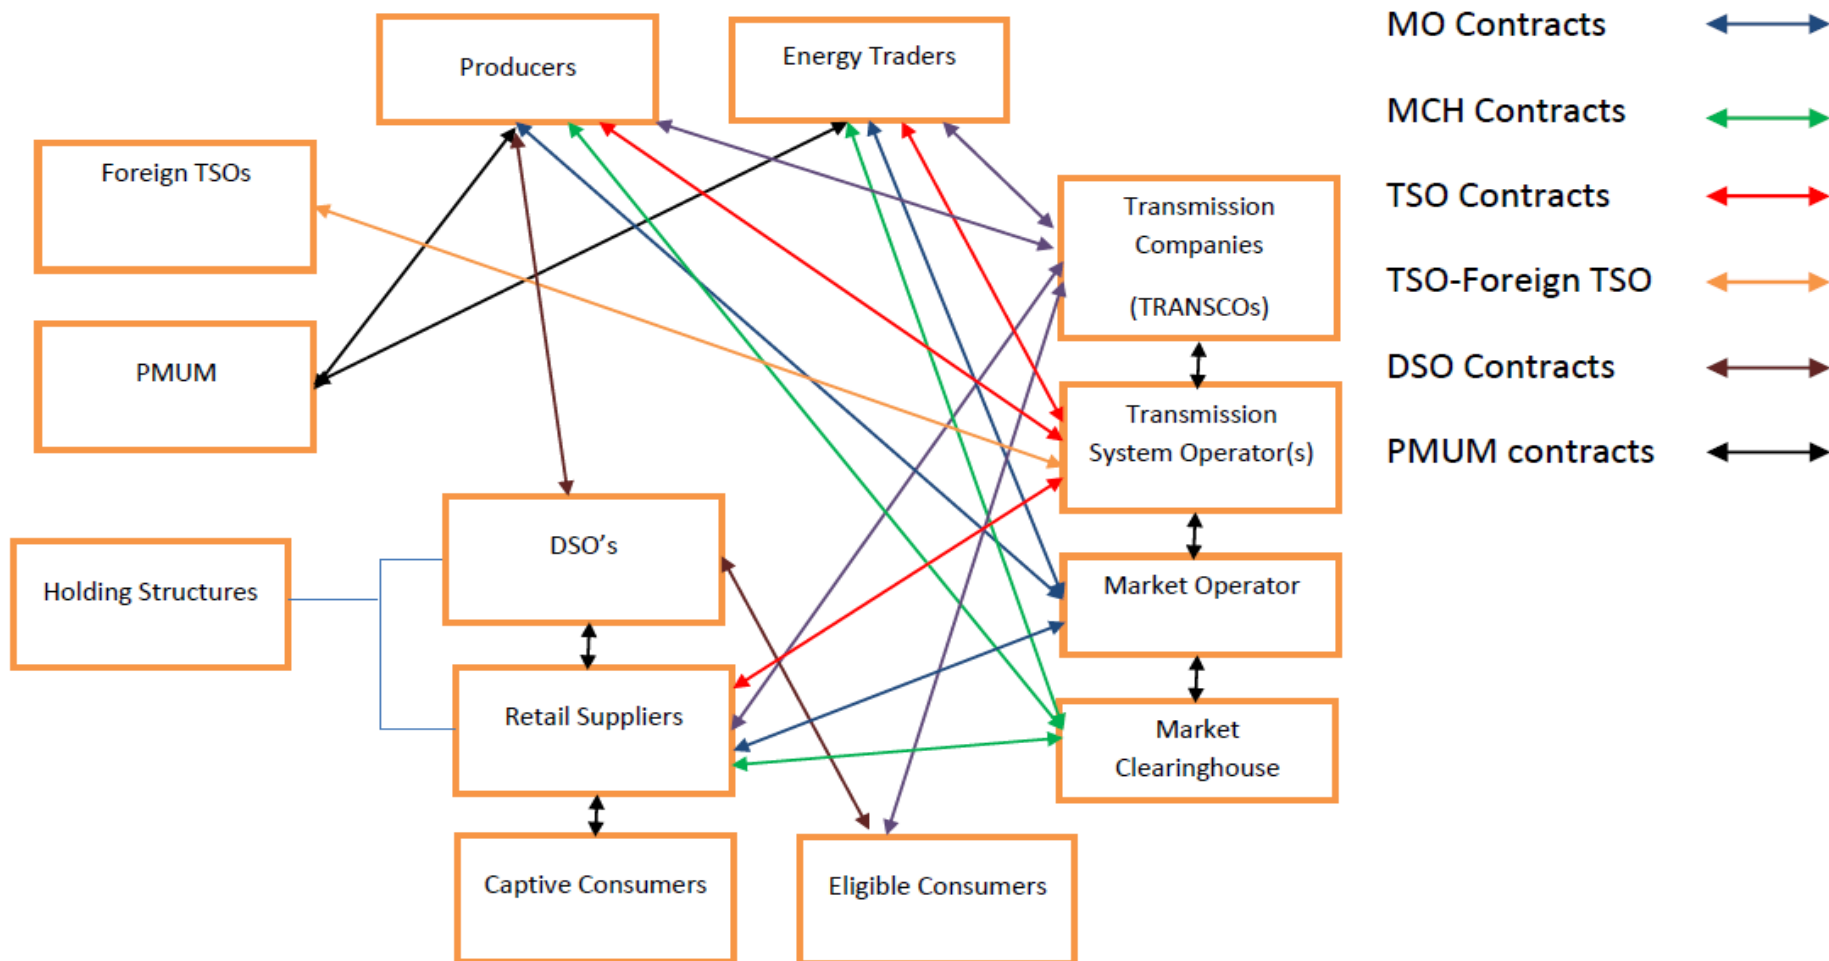 Producers
Energy Traders
Foreign TSOs
PMUM
Transmission
Companies
(TRANSCOs)
Transmission
System Operator(s)
DSO's
Holding Structures
Market Operator
Retail Suppliers
Market
Clearinghouse
Captive Consumers
Eligible Consumers
MO Contracts
MCH Contracts
TSO Contracts
TSO-Foreign TSO
DSO Contracts
PMUM contracts